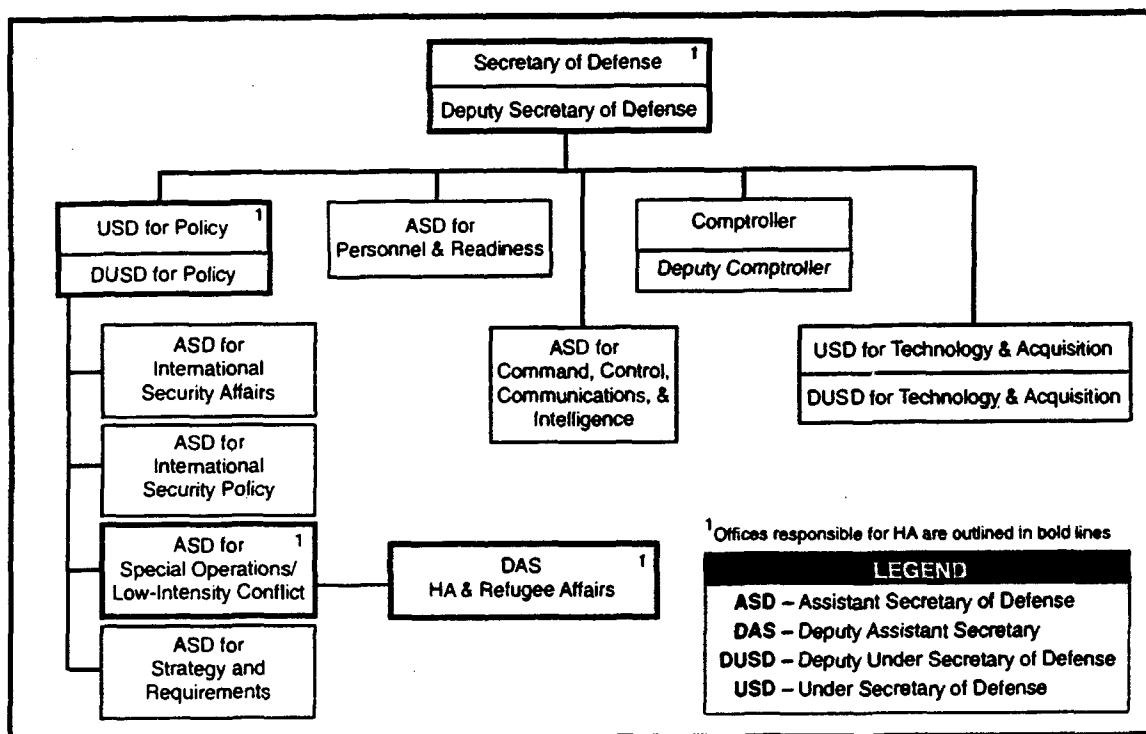 Secretary of Defense 1
Deputy Secretary of Defense
USD for Policy 1
DUSD for Policy
ASD for
Personnel & Readiness
Comptroller
Deputy Comptroller
ASD for
International
Security Affairs
ASD for
Command, Control,
Communications, &
Intelligence
USD for Technology & Acquisition
DUSD for Technology & Acquisition
ASD for
International
Security Policy
ASD for 1
Special Operations/
Low-Intensity Conflict
DAS 1
HA & Refugee Affairs
ASD for
Strategy and
Requirements
1Offices responsible for HA are outlined in bold lines
LEGEND
ASD – Assistant Secretary of Defense
DAS – Deputy Assistant Secretary
DUSD – Deputy Under Secretary of Defense
USD – Under Secretary of Defense